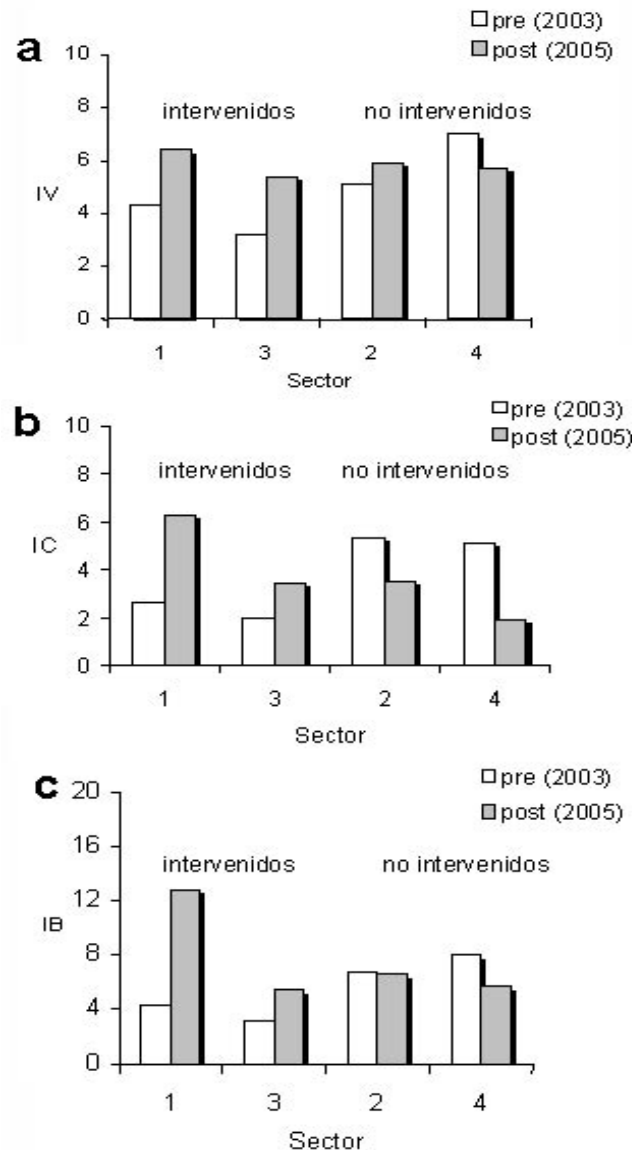 pre (2003)
post (2005)
a
10
8
6
4
2
0
IV
intervenidos no intervenidos
1 3 2 4
Sector
b
pre (2003)
post (2005)
10
8
6
4
2
0
IC
intervenidos no intervenidos
1 3 2 4
Sector
c
pre (2003)
post (2005)
20
16
12
8
4
0
IB
intervenidos no intervenidos
1 3 2 4
Sector